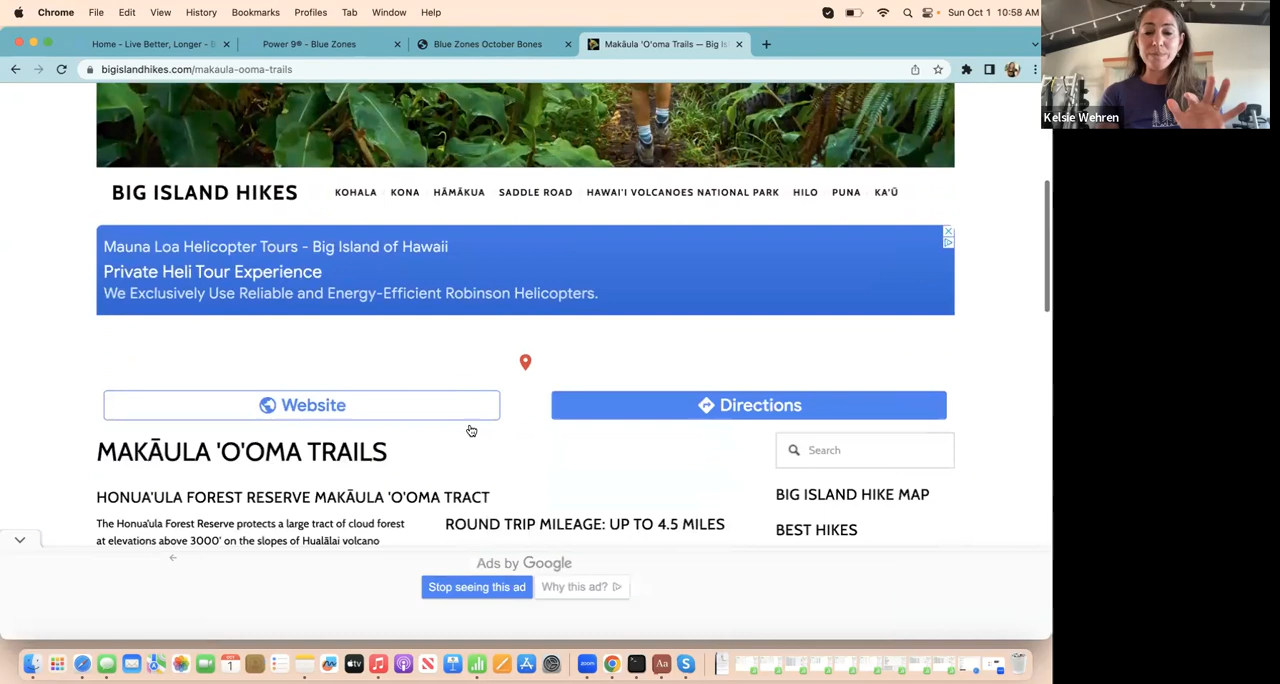 Chrome File Edit View History Bookmarks Profiles Tab Window Help Sun Oct 1 10:58 AM
Home - Live Better, Longer - B Power 9® - Blue Zones Blue Zones October Bones Makāula 'O'oma Trails — Big Is
bigislandhikes.com/makaula-ooma-trails
Kelsie Wehren
BIG ISLAND HIKES KOHALA KONA HĀMĀKUA SADDLE ROAD HAWAI'I VOLCANOES NATIONAL PARK HILO PUNA KA'Ū
Mauna Loa Helicopter Tours - Big Island of Hawaii
Private Heli Tour Experience
We Exclusively Use Reliable and Energy-Efficient Robinson Helicopters.
Website Directions
MAKĀULA 'O'OMA TRAILS Search
HONUA'ULA FOREST RESERVE MAKĀULA 'O'OMA TRACT BIG ISLAND HIKE MAP
The Honua'ula Forest Reserve protects a large tract of cloud forest ROUND TRIP MILEAGE: UP TO 4.5 MILES BEST HIKES
at elevations above 3000' on the slopes of Hualālai volcano
Ads by Google
Stop seeing this ad Why this ad?